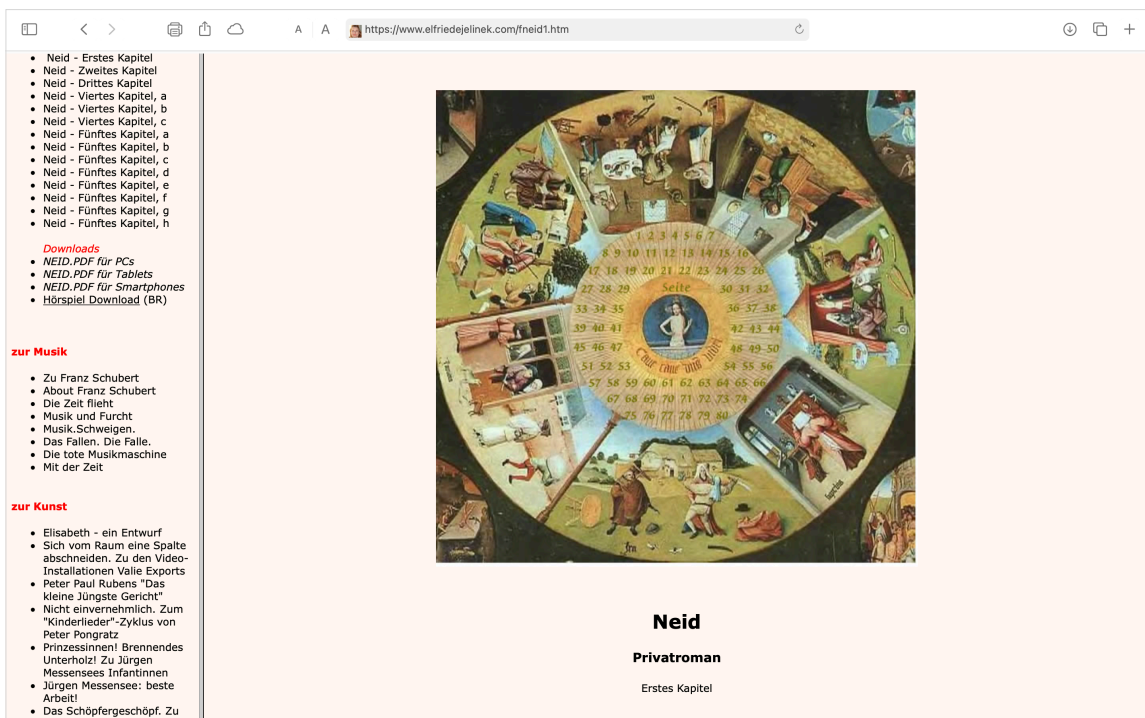 A A https://www.elfriedejelinek.com/fneid1.htm
Neid - Erstes Kapitel
Neid - Zweites Kapitel
Neid - Drittes Kapitel
Neid - Viertes Kapitel, a
Neid - Viertes Kapitel, b
Neid - Viertes Kapitel, c
Neid - Fünftes Kapitel, a
Neid - Fünftes Kapitel, b
Neid - Fünftes Kapitel, c
Neid - Fünftes Kapitel, d
Neid - Fünftes Kapitel, e
Neid - Fünftes Kapitel, f
Neid - Fünftes Kapitel, g
Neid - Fünftes Kapitel, h
Downloads
NEID.PDF für PCs
NEID.PDF für Tablets
NEID.PDF für Smartphones
Hörspiel Download (BR)
zur Musik
Zu Franz Schubert
About Franz Schubert
Die Zeit flieht
Musik und Furcht
Musik.Schweigen.
Das Fallen. Die Falle.
Die tote Musikmaschine
Mit der Zeit
zur Kunst
Elisabeth - ein Entwurf
Sich vom Raum eine Spalte
abschneiden. Zu den Video-
Installationen Valie Exports
Peter Paul Rubens "Das
kleine Jüngste Gericht"
Nicht einvernehmlich. Zum
"Kinderlieder"-Zyklus von
Peter Pongratz
Prinzessinnen! Brennendes
Unterholz! Zu Jürgen
Messensees Infantinnen
Jürgen Messensee: beste
Arbeit!
Das Schöpfergeschöpf. Zu
1 2 3 4 5 6 7
8 9 10 11 12 13 14 15 16
17 18 19 20 21 22 23 24 25 26
27 28 29 Seite 30 31 32
33 34 35 36 37 38
39 40 41 42 43 44
45 46 47 48 49 50
51 52 53 54 55 56
57 58 59 60 61 62 63 64 65 66
67 68 69 70 71 72 73 74
75 76 77 78 79 80
Neid
Privatroman
Erstes Kapitel